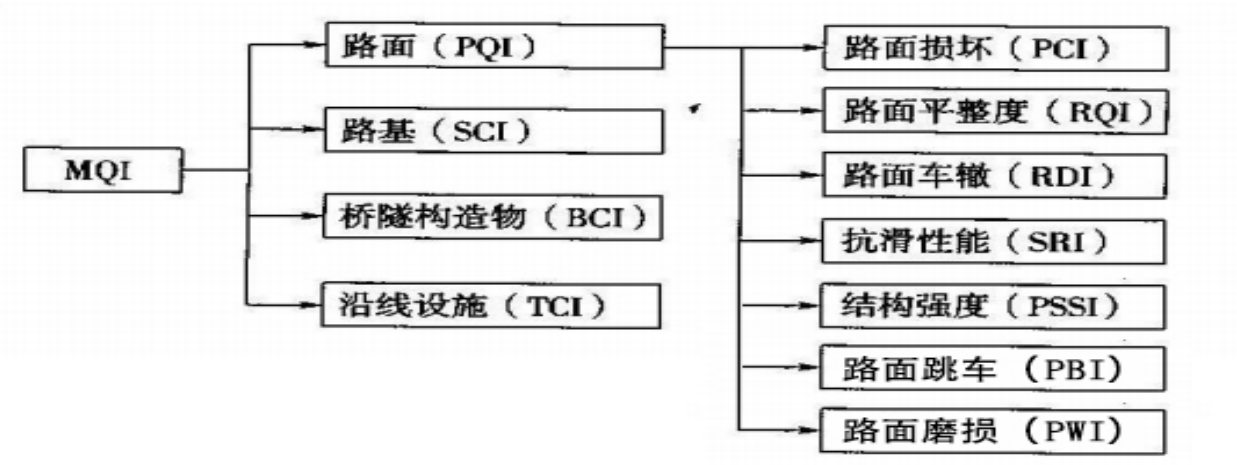 MQI
路面（PQI）
路基（SCI）
桥隧构造物（BCI）
沿线设施（TCI）
路面损坏（PCI）
路面平整度（RQI）
路面车辙（RDI）
抗滑性能（SRI）
结构强度（PSSI）
路面跳车（PBI）
路面磨损（PWI）